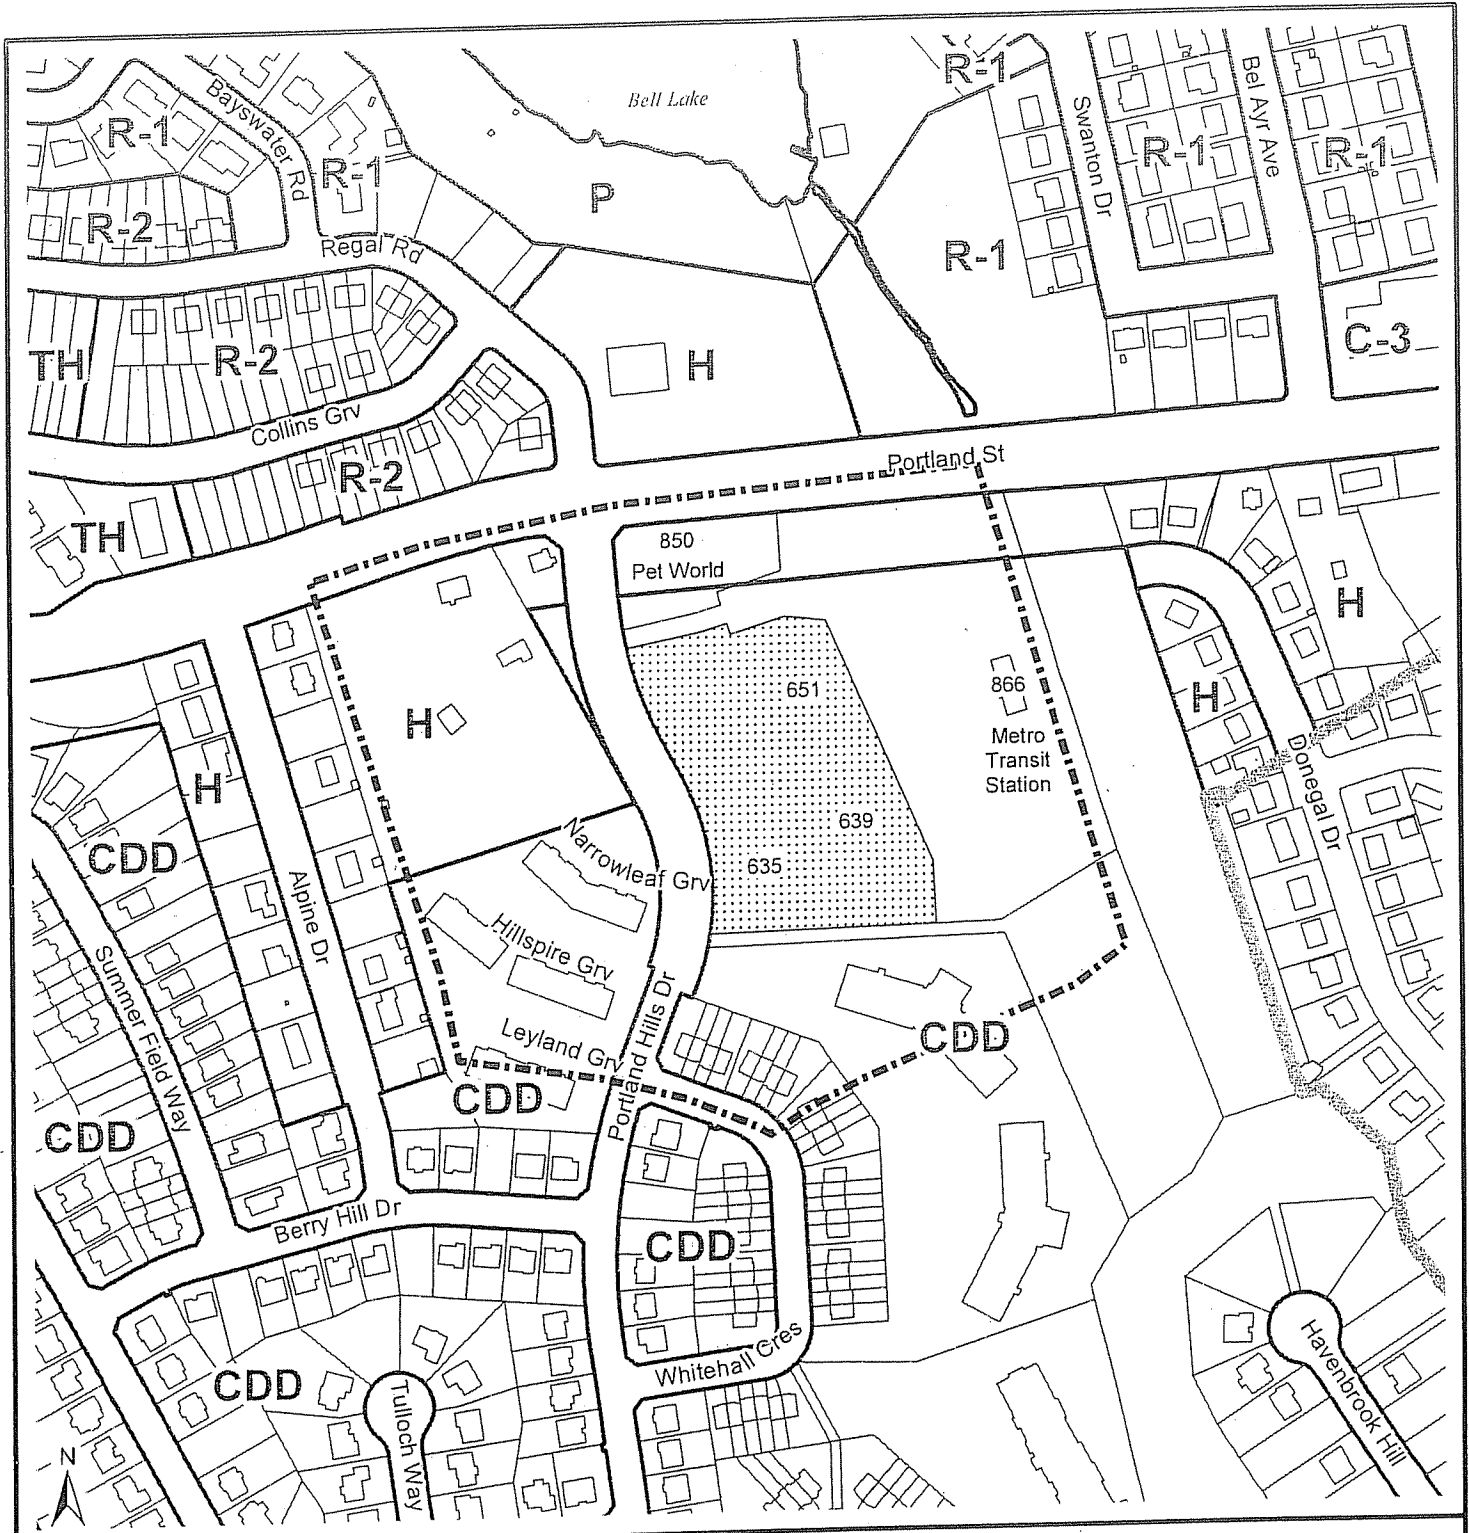 Bell Lake
R-1
Bayswater Rd
R-1
R-1
Swanton Dr
Bel Ayr Ave
R-1
R-1
P
R-2
Regal Rd
R-1
TH
R-2
H
C-3
Collins Grv
R-2
Portland St
TH
850
Pet World
H
H
651
866
H
Metro
Transit
Station
H
CDD
639
635
Narrowleaf Grv
Donegal Dr
Alpine Dr
Hillspire Grv
Summer Field Way
Leyland Grv
Portland Hills Dr
CDD
CDD
CDD
Berry Hill Dr
CDD
Whitehall Cres
CDD
Tulloch Way
Havenbrook Hill
N